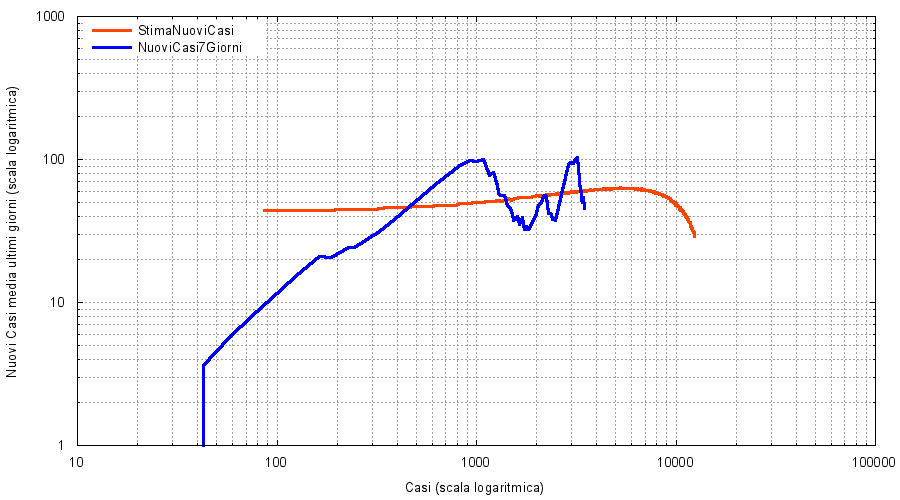 1000
StimaNuoviCasi
NuoviCasi7Giorni
100
10
1
10
100
1000
10000
100000
Nuovi Casi media ultimi giorni (scala logaritmica)
Casi (scala logaritmica)